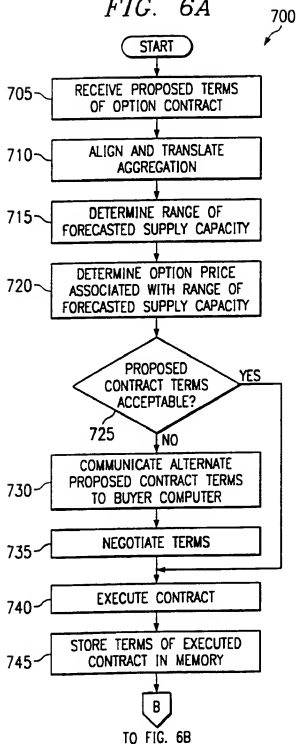 FIG. 6A
700
START
705
RECEIVE PROPOSED TERMS
OF OPTION CONTRACT
710
ALIGN AND TRANSLATE
AGGREGATION
715
DETERMINE RANGE OF
FORECASTED SUPPLY CAPACITY
720
DETERMINE OPTION PRICE
ASSOCIATED WITH RANGE OF
FORECASTED SUPPLY CAPACITY
PROPOSED
CONTRACT TERMS
ACCEPTABLE?
YES
725
NO
730
COMMUNICATE ALTERNATE
PROPOSED CONTRACT TERMS
TO BUYER COMPUTER
735
NEGOTIATE TERMS
740
EXECUTE CONTRACT
745
STORE TERMS OF EXECUTED
CONTRACT IN MEMORY
B
TO FIG. 6B